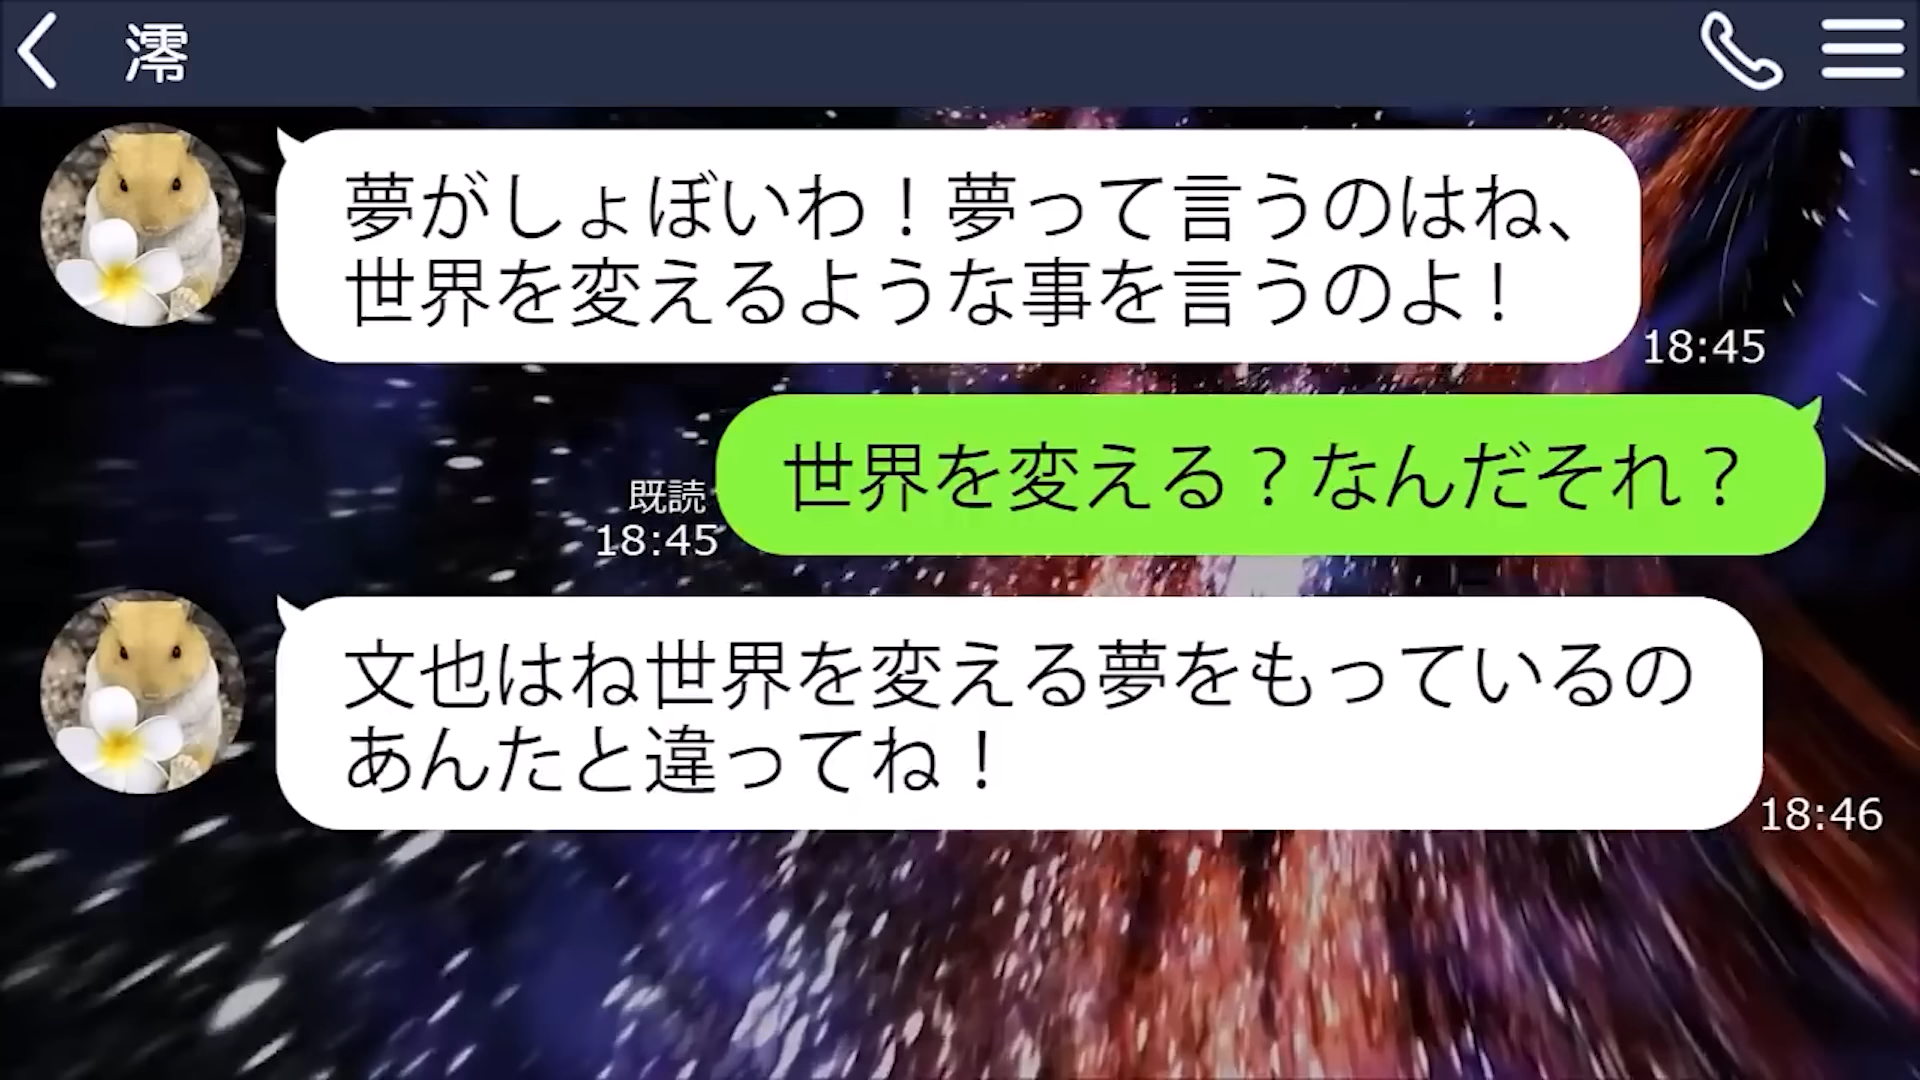 澪
夢がしょぼいわ！夢って言うのはね、
世界を変えるような事を言うのよ！
18:45
世界を変える？なんだそれ？
既読
18:45
文也はね世界を変える夢をもっているの
あんたと違ってね！
18:46